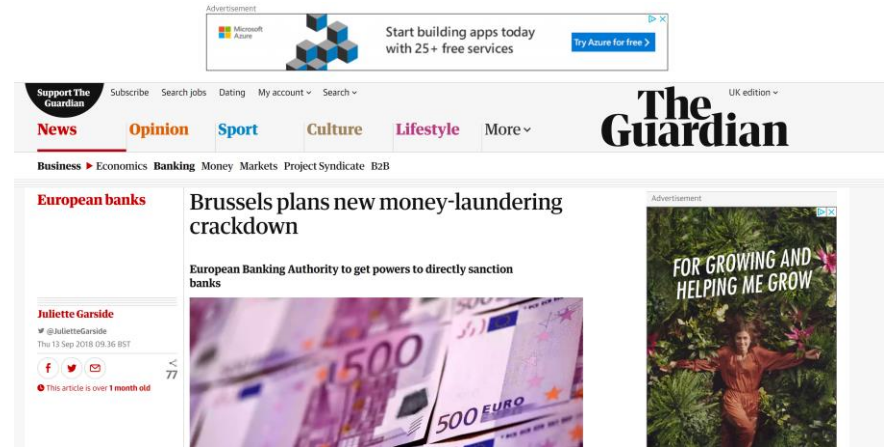 Advertisement
Microsoft
Azure
Start building apps today
with 25+ free services
Try Azure for free >
Support The
Guardian
Subscribe Search jobs Dating My account Search
UK edition
The
Guardian
News Opinion Sport Culture Lifestyle More
Business Economics Banking Money Markets Project Syndicate B2B
European banks
Brussels plans new money-laundering
crackdown
European Banking Authority to get powers to directly sanction
banks
Juliette Garside
@JulietteGarside
Thu 13 Sep 2018 09.36 BST
77
This article is over 1 month old
500
500 EURO
Advertisement
FOR GROWING AND
HELPING ME GROW